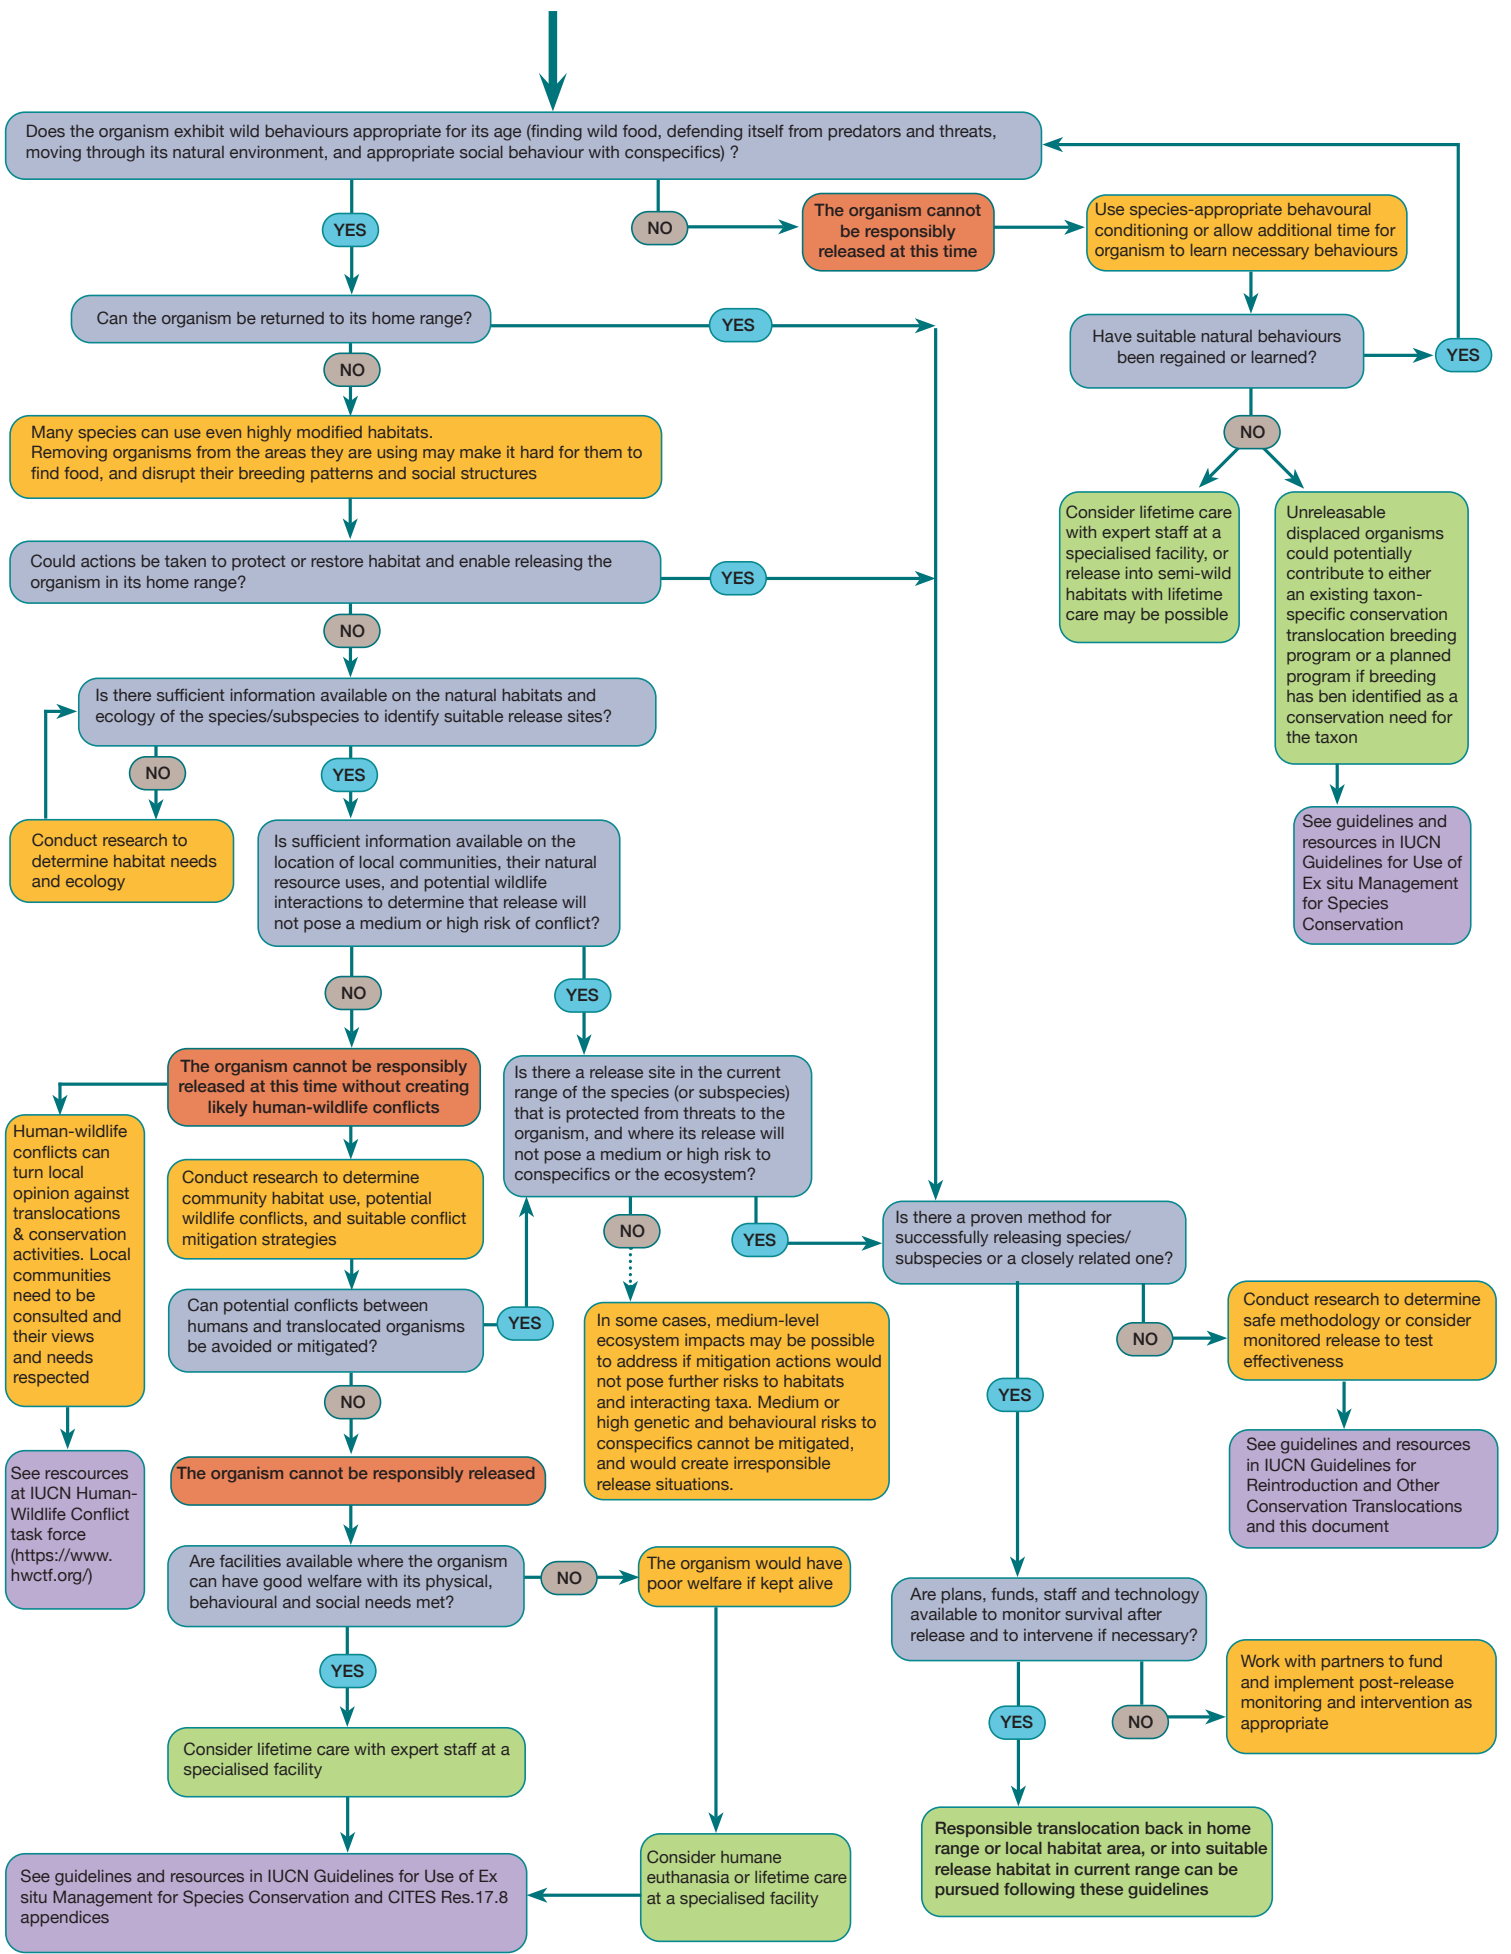 Does the organism exhibit wild behaviours appropriate for its age (finding wild food, defending itself from predators and threats,
moving through its natural environment, and appropriate social behaviour with conspecifics) ?
YES
NO
The organism cannot
be responsibly
released at this time
Use species-appropriate behavoural
conditioning or allow additional time for
organism to learn necessary behaviours
Can the organism be returned to its home range?
YES
Have suitable natural behaviours
been regained or learned?
YES
NO
NO
Many species can use even highly modified habitats.
Removing organisms from the areas they are using may make it hard for them to
find food, and disrupt their breeding patterns and social structures
Consider lifetime care
with expert staff at a
specialised facility, or
release into semi-wild
habitats with lifetime
care may be possible
Unreleasable
displaced organisms
could potentially
contribute to either
an existing taxon-
specific conservation
translocation breeding
program or a planned
program if breeding
has ben identified as a
conservation need for
the taxon
Could actions be taken to protect or restore habitat and enable releasing the
organism in its home range?
YES
NO
Is there sufficient information available on the natural habitats and
ecology of the species/subspecies to identify suitable release sites?
NO
YES
See guidelines and
resources in IUCN
Guidelines for Use of
Ex situ Management
for Species
Conservation
Conduct research to
determine habitat needs
and ecology
Is sufficient information available on the
location of local communities, their natural
resource uses, and potential wildlife
interactions to determine that release will
not pose a medium or high risk of conflict?
NO
YES
The organism cannot be responsibly
released at this time without creating
likely human-wildlife conflicts
Is there a release site in the current
range of the species (or subspecies)
that is protected from threats to the
organism, and where its release will
not pose a medium or high risk to
conspecifics or the ecosystem?
Human-wildlife
conflicts can
turn local
opinion against
translocations
& conservation
activities. Local
communities
need to be
consulted and
their views
and needs
respected
Conduct research to determine
community habitat use, potential
wildlife conflicts, and suitable conflict
mitigation strategies
NO
YES
Is there a proven method for
successfully releasing species/
subspecies or a closely related one?
Can potential conflicts between
humans and translocated organisms
be avoided or mitigated?
YES
In some cases, medium-level
ecosystem impacts may be possible
to address if mitigation actions would
not pose further risks to habitats
and interacting taxa. Medium or
high genetic and behavioural risks to
conspecifics cannot be mitigated,
and would create irresponsible
release situations.
NO
Conduct research to determine
safe methodology or consider
monitored release to test
effectiveness
YES
NO
See rescources
at IUCN Human-
Wildlife Conflict
task force
(https://www.
hwctf.org/)
The organism cannot be responsibly released
See guidelines and resources
in IUCN Guidelines for
Reintroduction and Other
Conservation Translocations
and this document
Are facilities available where the organism
can have good welfare with its physical,
behavioural and social needs met?
NO
The organism would have
poor welfare if kept alive
Are plans, funds, staff and technology
available to monitor survival after
release and to intervene if necessary?
YES
Work with partners to fund
and implement post-release
monitoring and intervention as
appropriate
YES
NO
Consider lifetime care with expert staff at a
specialised facility
Responsible translocation back in home
range or local habitat area, or into suitable
release habitat in current range can be
pursued following these guidelines
Consider humane
euthanasia or lifetime care
at a specialised facility
See guidelines and resources in IUCN Guidelines for Use of Ex
situ Management for Species Conservation and CITES Res.17.8
appendices